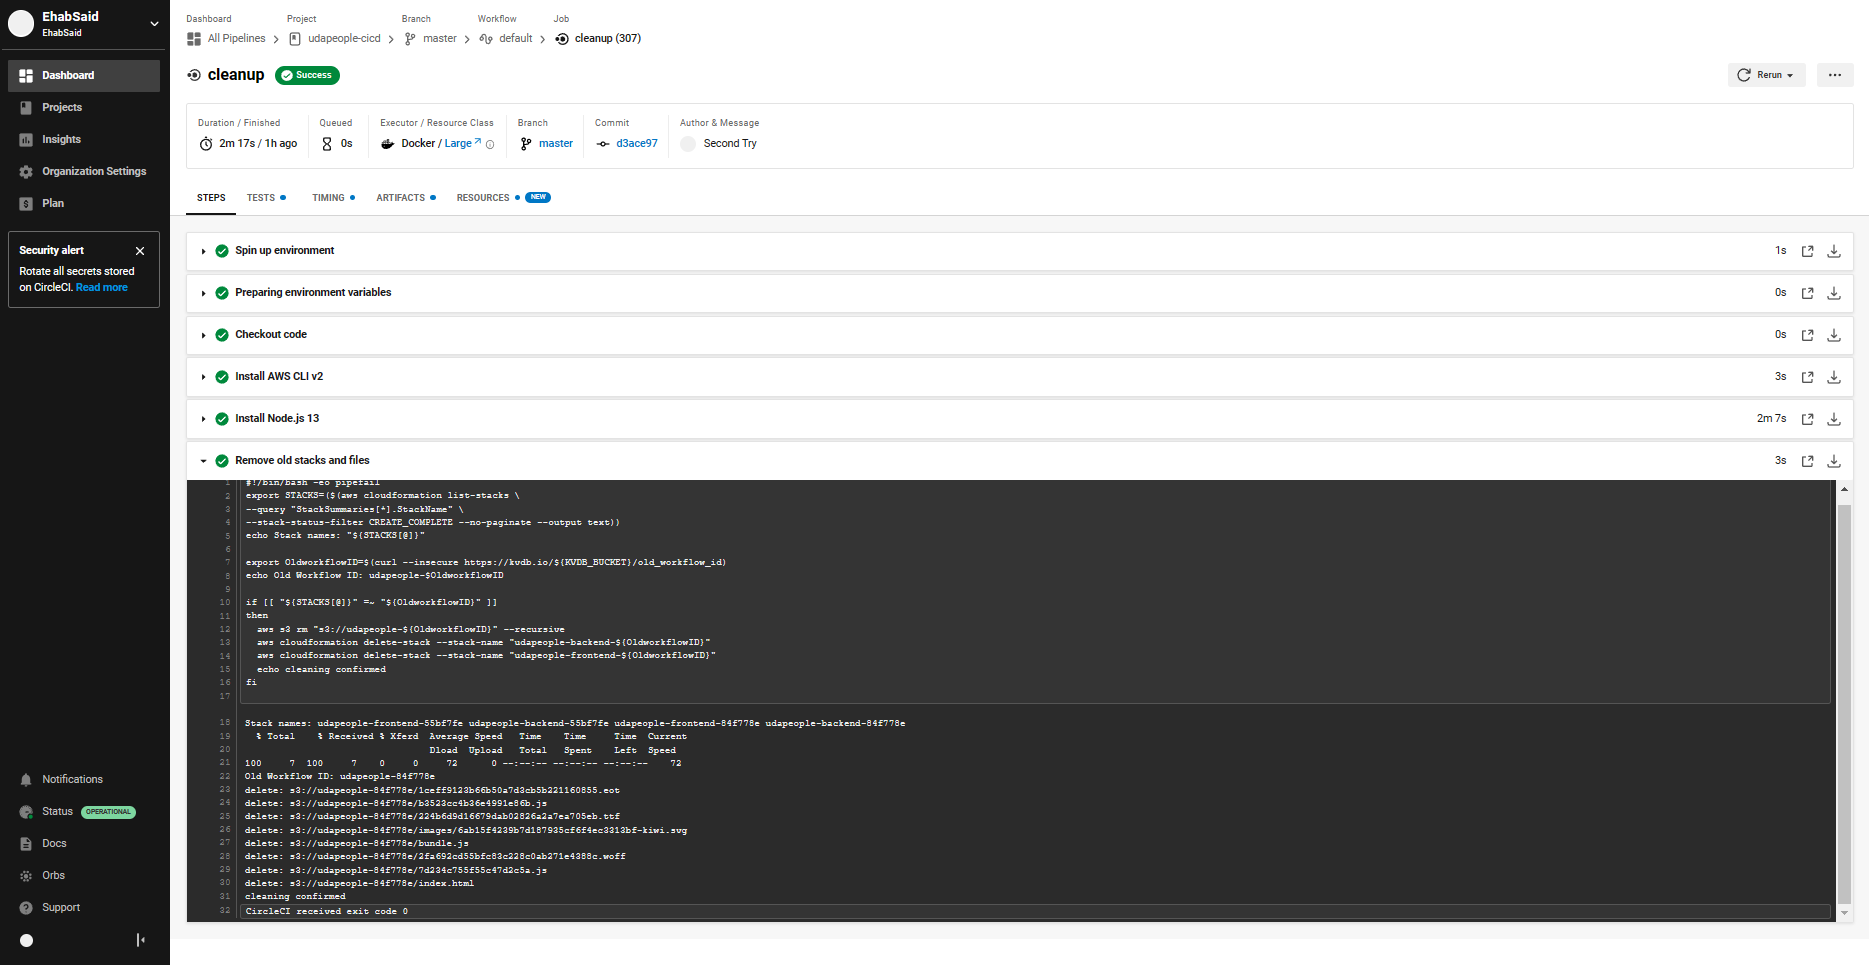 EhabSaid
EhabSaid
Dashboard
Projects
Insights
Organization Settings
Plan
Security alert
Rotate all secrets stored
on CircleCI. Read more
Notifications
Status OPERATIONAL
Docs
Orbs
Support
Dashboard Project Branch Workflow Job
All Pipelines udapeople-cicd master default cleanup (307)
cleanup Success
Rerun
Duration / Finished Queued Executor / Resource Class Branch Commit Author & Message
2m 17s / 1h ago 0s Docker / Large master d3ace97 Second Try
STEPS TESTS TIMING ARTIFACTS RESOURCES NEW
Spin up environment 1s
Preparing environment variables 0s
Checkout code 0s
Install AWS CLI v2 3s
Install Node.js 13 2m 7s
Remove old stacks and files 3s
1 #!/bin/bash -eo pipefail
2 export STACKS=($(aws cloudformation list-stacks \
3 --query "StackSummaries[*].StackName" \
4 --stack-status-filter CREATE_COMPLETE --no-paginate --output text))
5 echo Stack names: "${STACKS[@]}"
6
7 export OldworkflowID=$(curl --insecure https://kvdb.io/${KVDB_BUCKET}/old_workflow_id)
8 echo Old Workflow ID: udapeople-$OldworkflowID
9
10 if [[ "${STACKS[@]}" =~ "${OldworkflowID}" ]]
11 then
12 aws s3 rm "s3://udapeople-${OldworkflowID}" --recursive
13 aws cloudformation delete-stack --stack-name "udapeople-backend-${OldworkflowID}"
14 aws cloudformation delete-stack --stack-name "udapeople-frontend-${OldworkflowID}"
15 echo cleaning confirmed
16 fi
17
18 Stack names: udapeople-frontend-55bf7fe udapeople-backend-55bf7fe udapeople-frontend-84f778e udapeople-backend-84f778e
19 % Total % Received % Xferd Average Speed Time Time Time Current
20 Dload Upload Total Spent Left Speed
21 100 7 100 7 0 0 72 0 --:--:-- --:--:-- --:--:-- 72
22 Old Workflow ID: udapeople-84f778e
23 delete: s3://udapeople-84f778e/1ceff9123b66b50a7d3cb5b221160855.eot
24 delete: s3://udapeople-84f778e/b3523cc4b36e4991e86b.js
25 delete: s3://udapeople-84f778e/224b6d9d16679dab02826a2a7ea705eb.ttf
26 delete: s3://udapeople-84f778e/images/6ab15f4239b7d187935cf6f4ec3313bf-kiwi.svg
27 delete: s3://udapeople-84f778e/bundle.js
28 delete: s3://udapeople-84f778e/2fa692cd55bfc83c228c0ab271e4388c.woff
29 delete: s3://udapeople-84f778e/7d234c755f55c47d2c5a.js
30 delete: s3://udapeople-84f778e/index.html
31 cleaning confirmed
32 CircleCI received exit code 0